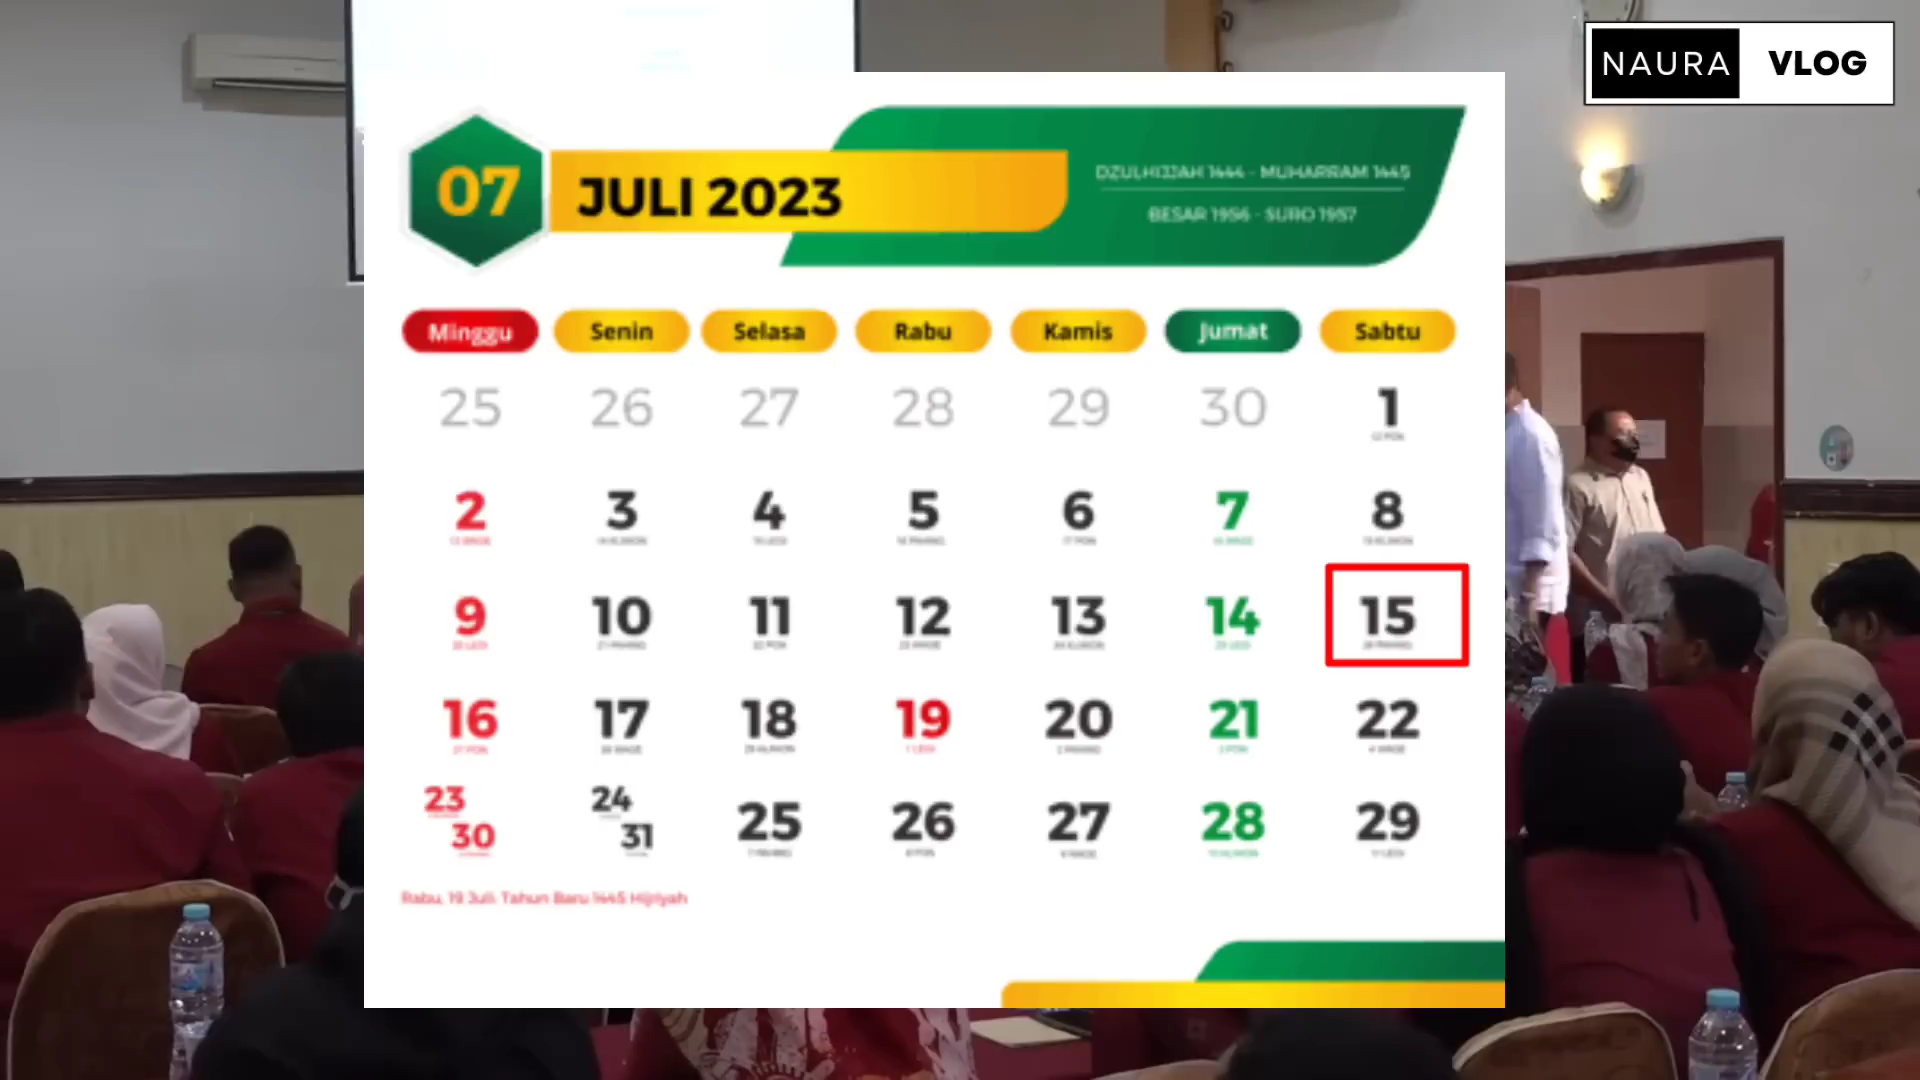 NAURA VLOG
07
JULI 2023
DZULHIJJAH 1444 - MUHARRAM 1445
BESAR 1956 - SURO 1957
Minggu Senin Selasa Rabu Kamis Jumat Sabtu
25 26 27 28 29 30 1
2 3 4 5 6 7 8
9 10 11 12 13 14 15
16 17 18 19 20 21 22
23 24
30 31 25 26 27 28 29
Rabu, 19 Juli: Tahun Baru 1445 Hijriyah